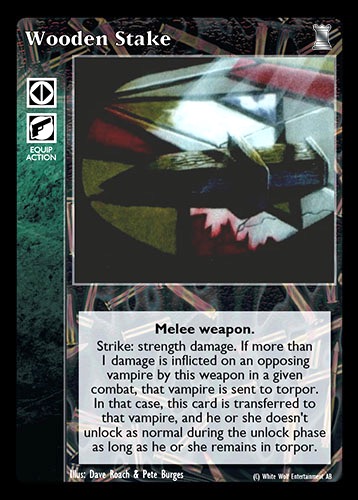 Wooden Stake
EQUIP
ACTION
Melee weapon.
Strike: strength damage. If more than
1 damage is inflicted on an opposing
vampire by this weapon in a given
combat, that vampire is sent to torpor.
In that case, this card is transferred to
that vampire, and he or she doesn't
unlock as normal during the unlock phase
as long as he or she remains in torpor.
Illus: Dave Roach & Pete Burges
(C) White Wolf Entertainment AB